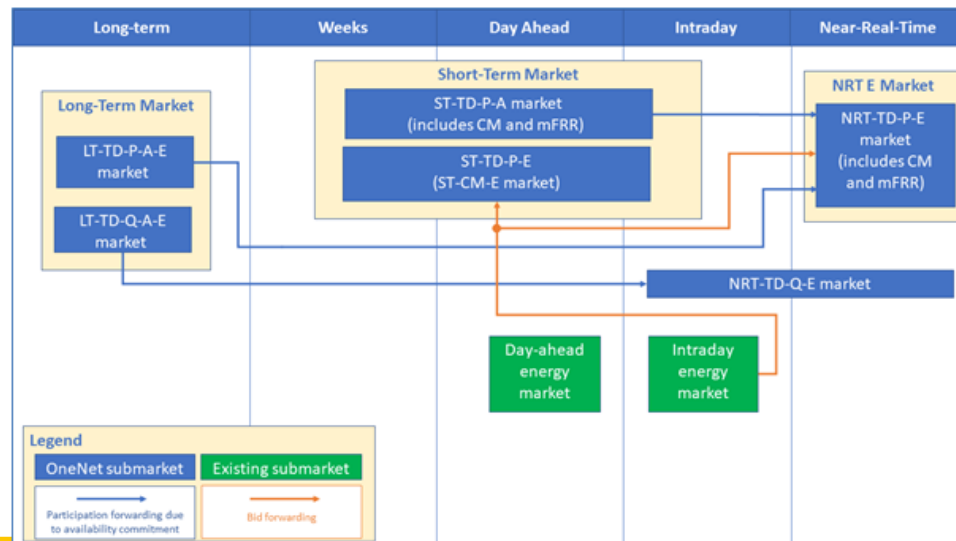 Long-term
Weeks
Day Ahead
Intraday
Near-Real-Time
Long-Term Market
LT-TD-P-A-E
market
LT-TD-Q-A-E
market
Short-Term Market
ST-TD-P-A market
(includes CM and mFRR)
ST-TD-P-E
(ST-CM-E market)
NRT E Market
NRT-TD-P-E
market
(includes CM
and mFRR)
NRT-TD-Q-E market
Day-ahead
energy
market
Intraday
energy
market
Legend
OneNet submarket
Existing submarket
Participation forwarding due
to availability commitment
Bid forwarding